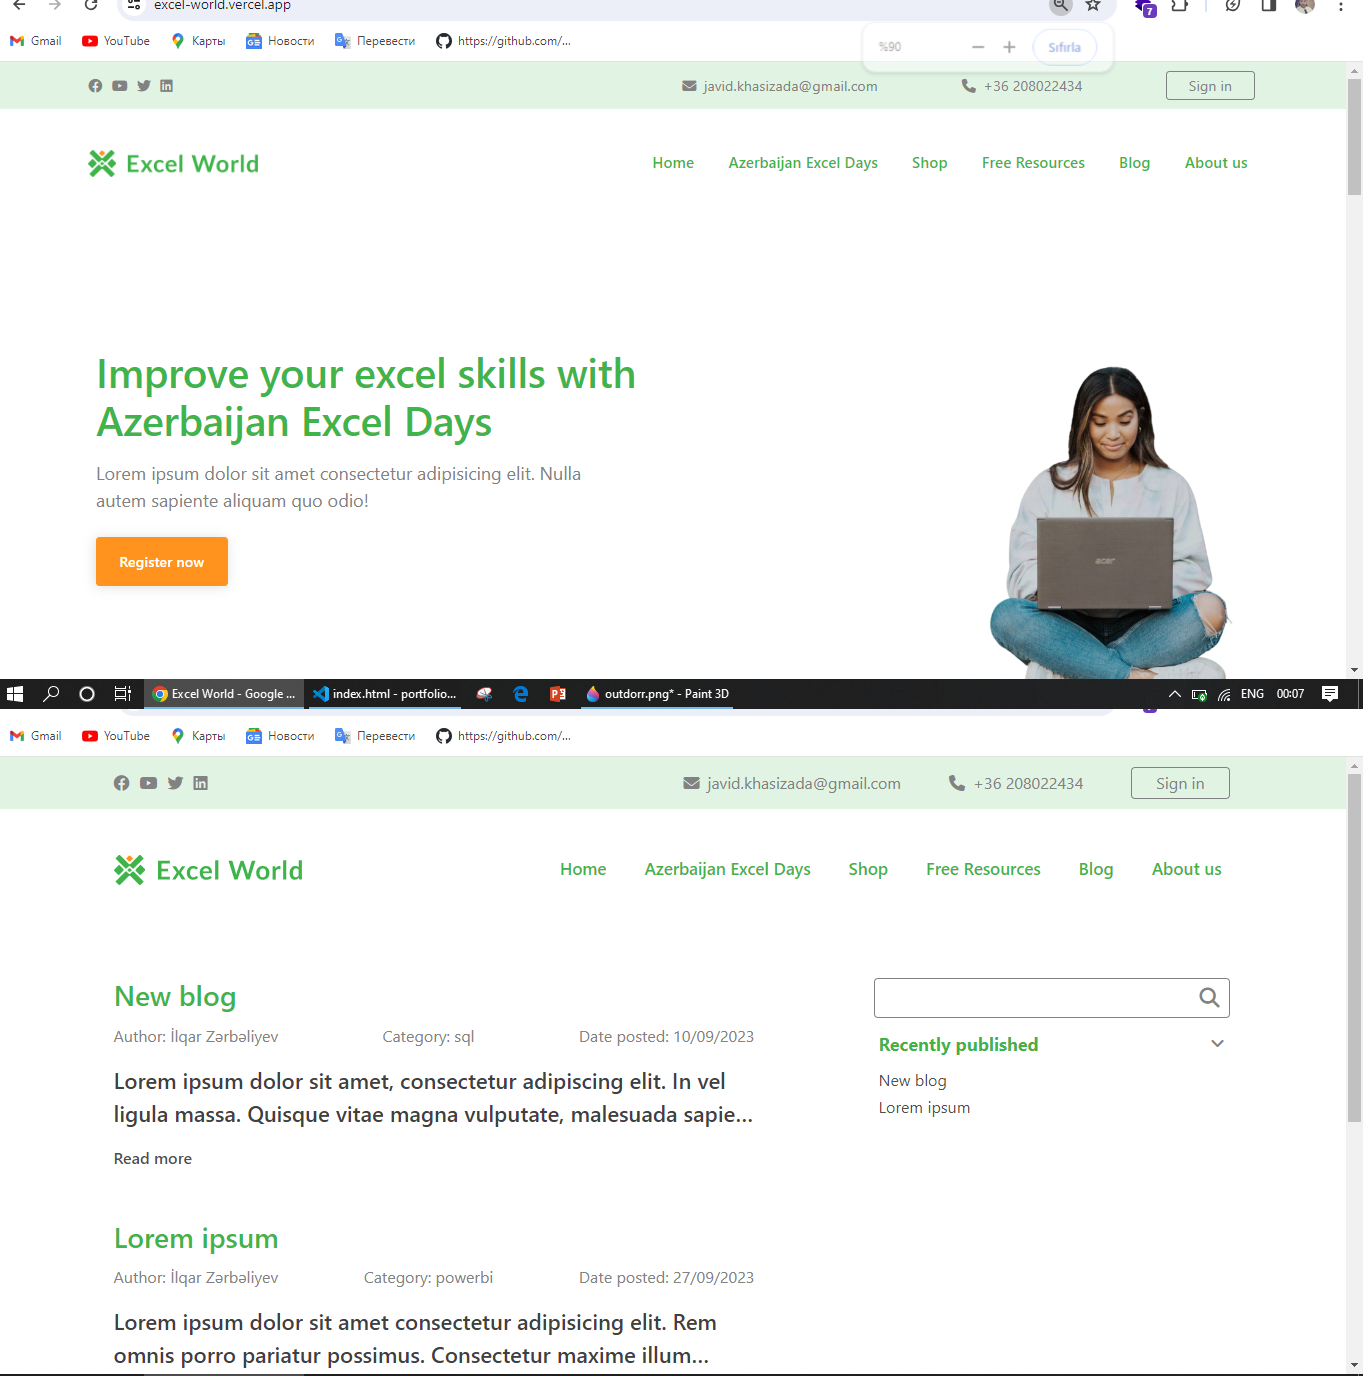 excel-world.vercel.app
7
Gmail YouTube Карты Новости Перевести https://github.com/...
%90 Sıfırla
javid.khasizada@gmail.com +36 208022434 Sign in
Excel World Home Azerbaijan Excel Days Shop Free Resources Blog About us
Improve your excel skills with
Azerbaijan Excel Days
Lorem ipsum dolor sit amet consectetur adipisicing elit. Nulla
autem sapiente aliquam quo odio!
Register now
acer
Excel World - Google ... index.html - portfolio... outdorr.png* - Paint 3D ENG 00:07
Gmail YouTube Карты Новости Перевести https://github.com/...
javid.khasizada@gmail.com +36 208022434 Sign in
Excel World Home Azerbaijan Excel Days Shop Free Resources Blog About us
New blog
Author: İlqar Zərbəliyev Category: sql Date posted: 10/09/2023
Lorem ipsum dolor sit amet, consectetur adipiscing elit. In vel
ligula massa. Quisque vitae magna vulputate, malesuada sapie...
Read more
Recently published
New blog
Lorem ipsum
Lorem ipsum
Author: İlqar Zərbəliyev Category: powerbi Date posted: 27/09/2023
Lorem ipsum dolor sit amet consectetur adipisicing elit. Rem
omnis porro pariatur possimus. Consectetur maxime illum...